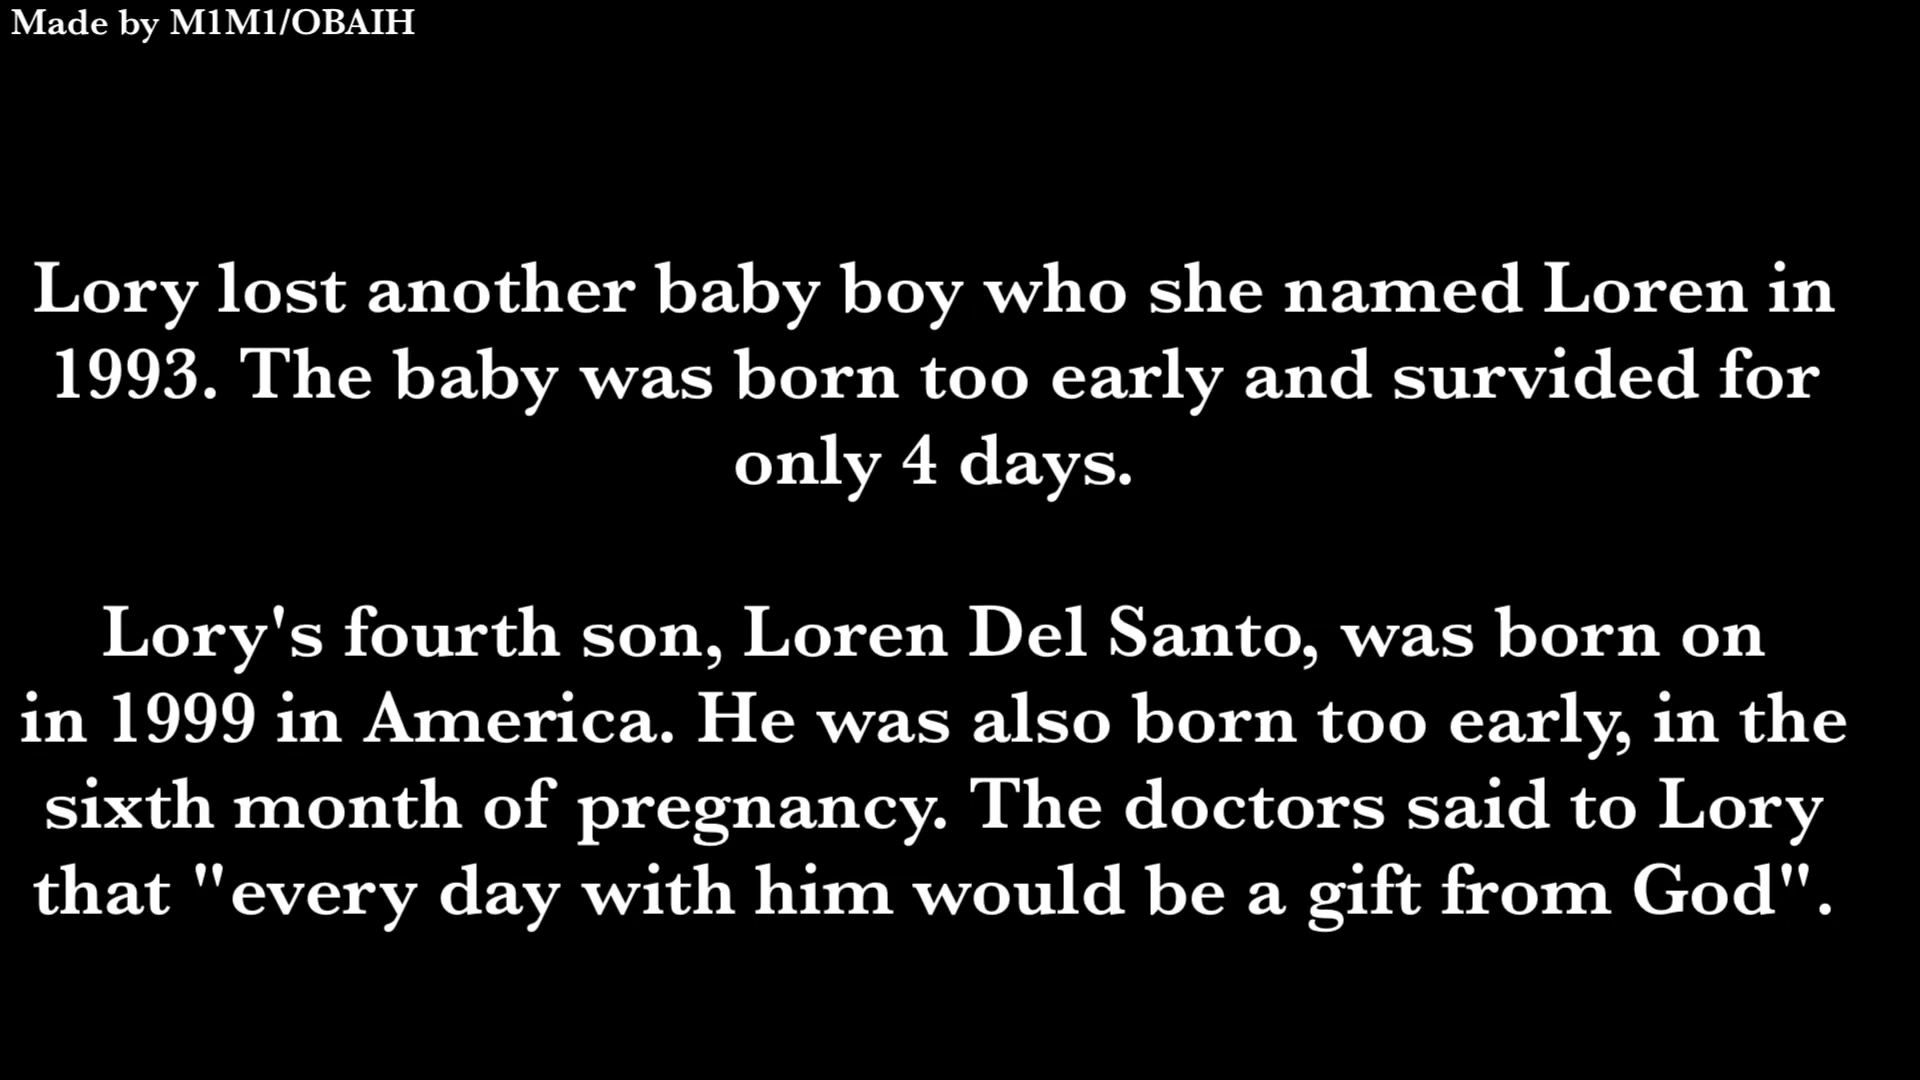 Made by M1M1/OBAIH
Lory lost another baby boy who she named Loren in
1993. The baby was born too early and survided for
only 4 days.
Lory's fourth son, Loren Del Santo, was born on
in 1999 in America. He was also born too early, in the
sixth month of pregnancy. The doctors said to Lory
that "every day with him would be a gift from God".